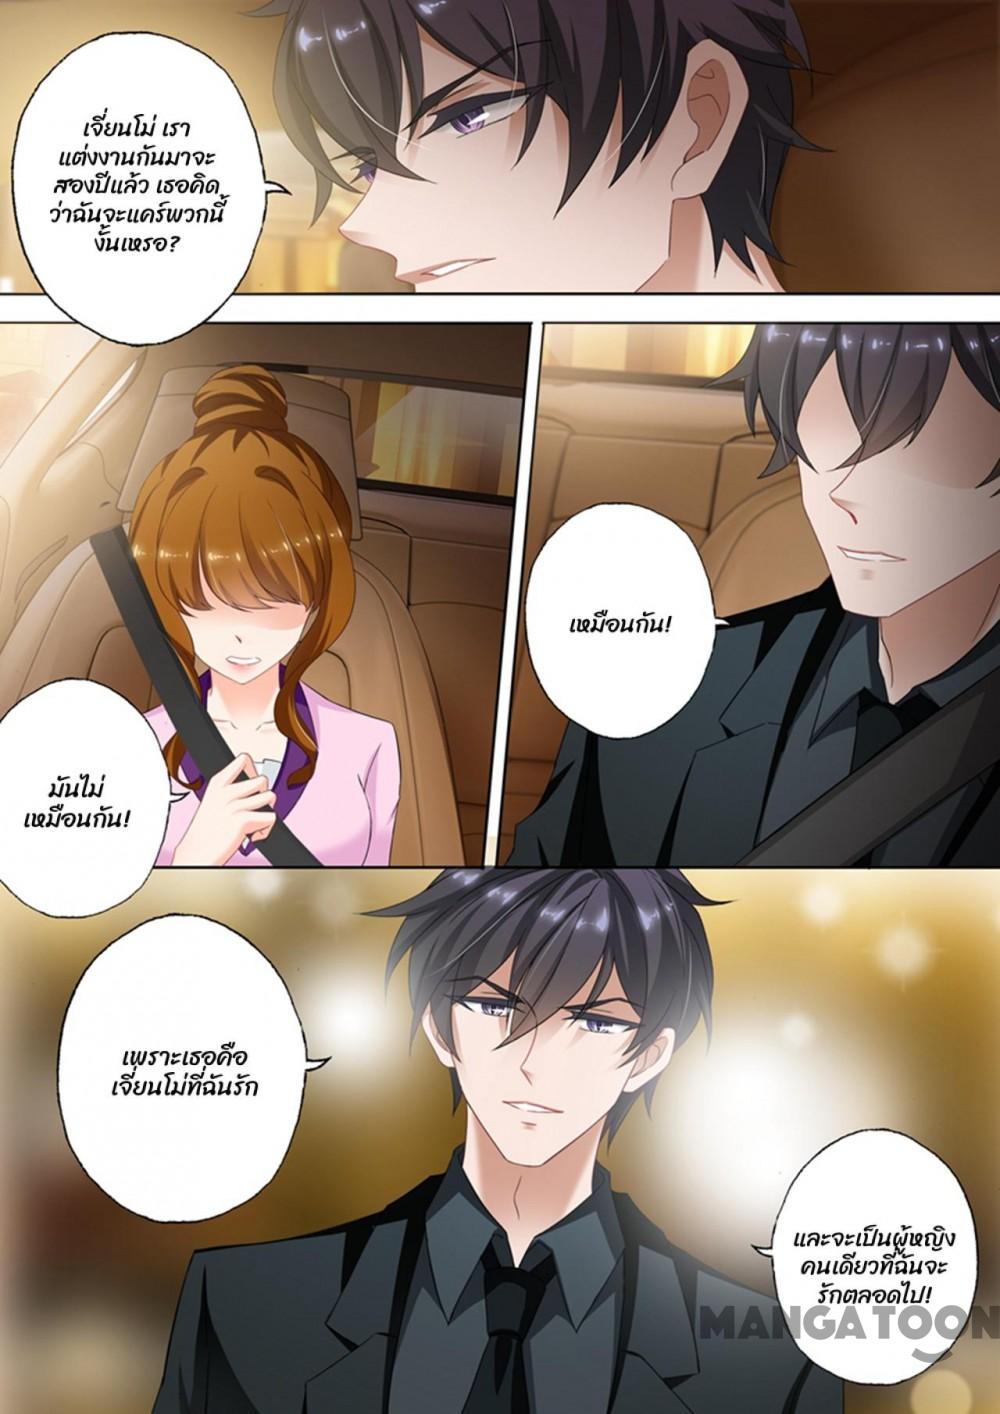 เจี่ยนโม่ เรา
แต่งงานกันมาจะ
สองปีแล้ว เธอคิด
ว่าฉันจะแคร์พวกนี้
งั้นเหรอ?
เหมือนกัน!
มันไม่
เหมือนกัน!
เพราะเธอคือ
เจี่ยนโม่ที่ฉันรัก
และจะเป็นผู้หญิง
คนเดียวที่ฉันจะ
รักตลอดไป!
MANGATOON